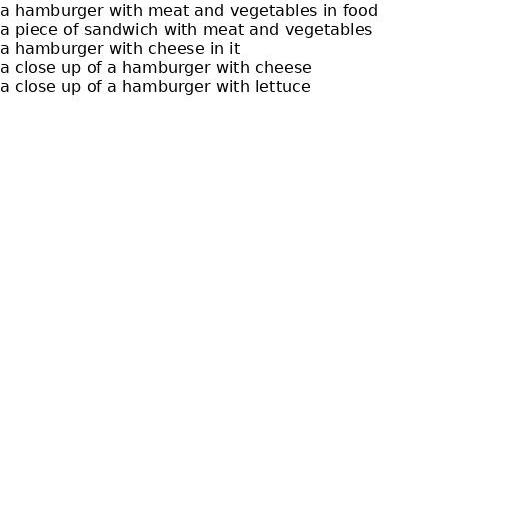 a hamburger with meat and vegetables in food
a piece of sandwich with meat and vegetables
a hamburger with cheese in it
a close up of a hamburger with cheese
a close up of a hamburger with lettuce